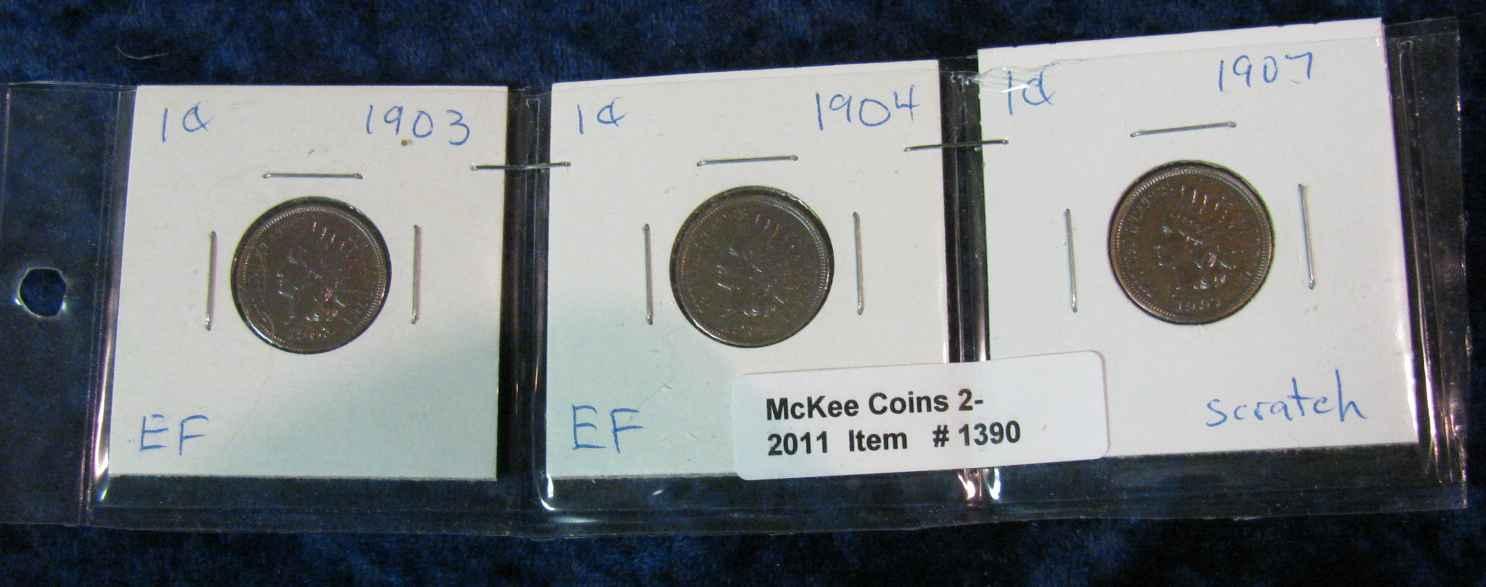 1¢ 1903
EF
1¢ 1904
EF
1¢ 1907
scratch
McKee Coins 2-
2011 Item # 1390